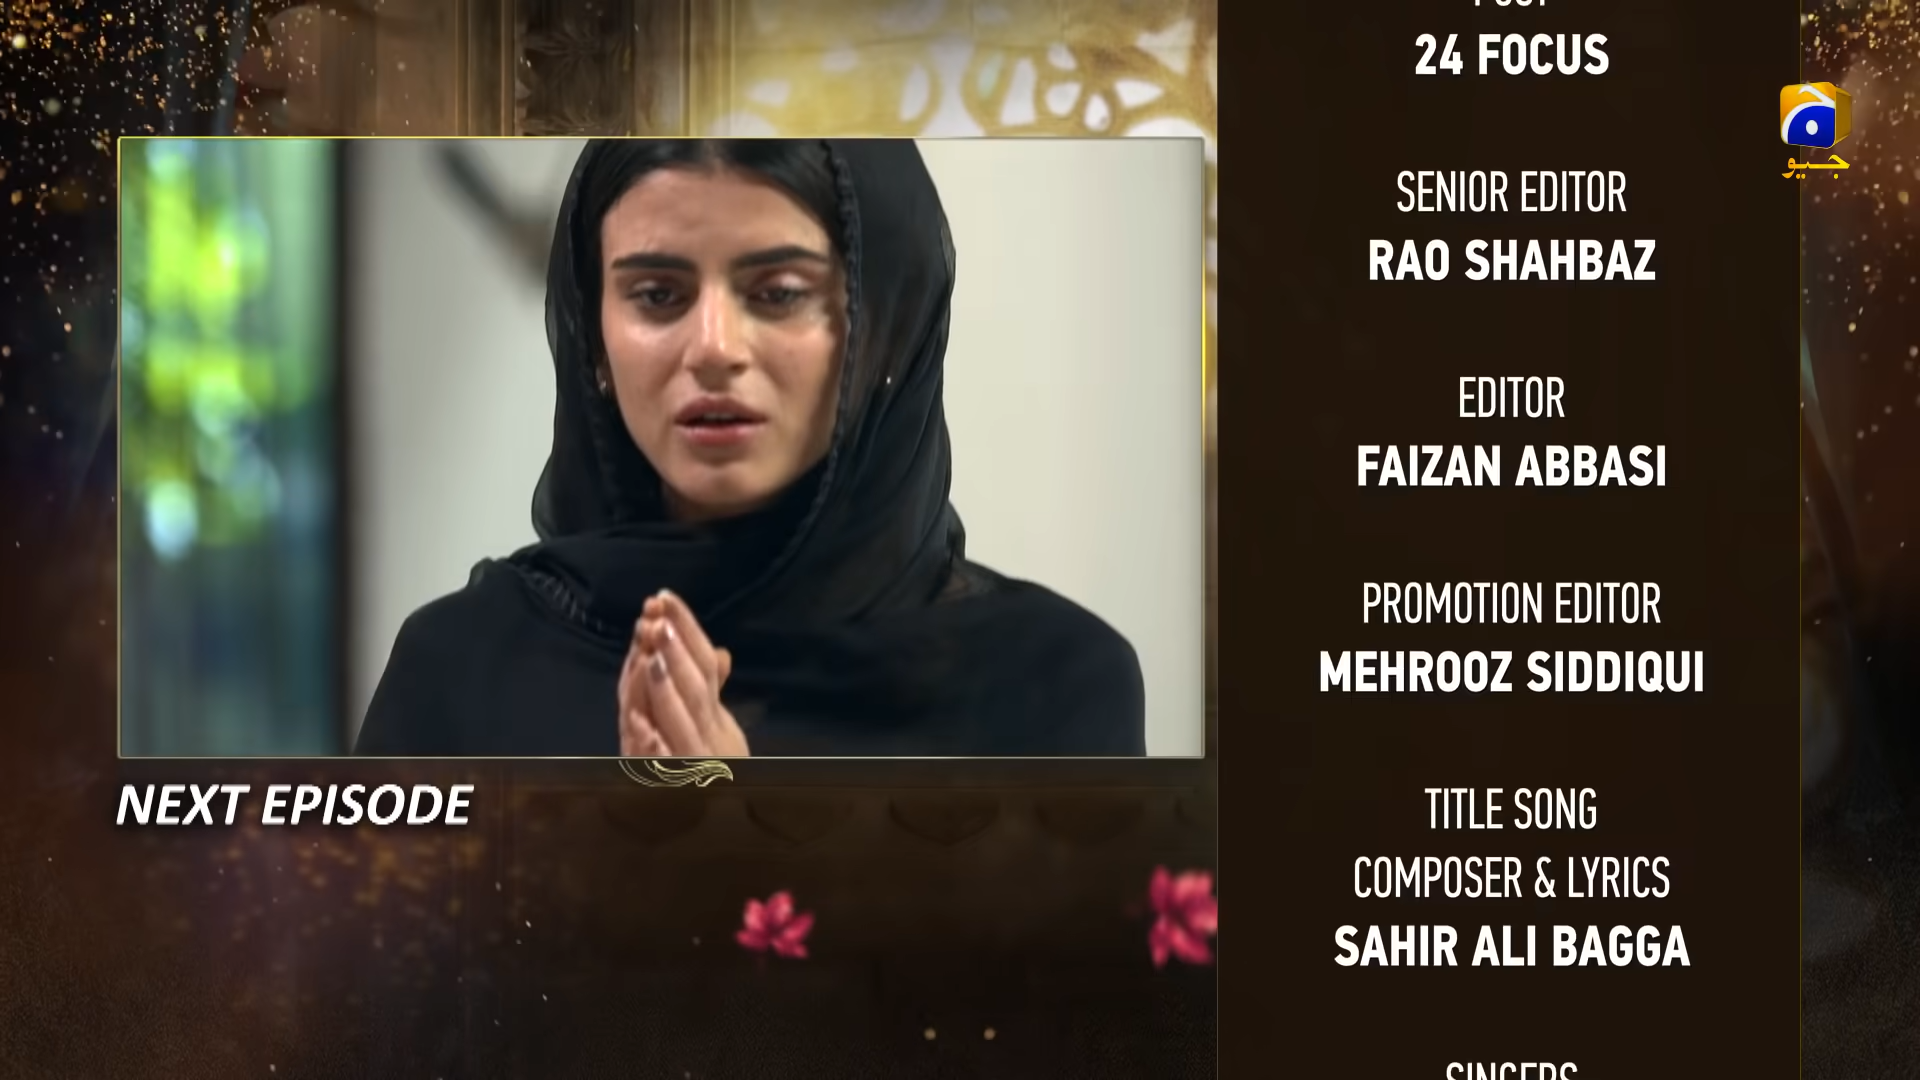 24 FOCUS
جیو
SENIOR EDITOR
RAO SHAHBAZ
EDITOR
FAIZAN ABBASI
PROMOTION EDITOR
MEHROOZ SIDDIQUI
NEXT EPISODE
TITLE SONG
COMPOSER & LYRICS
SAHIR ALI BAGGA
SINGERS